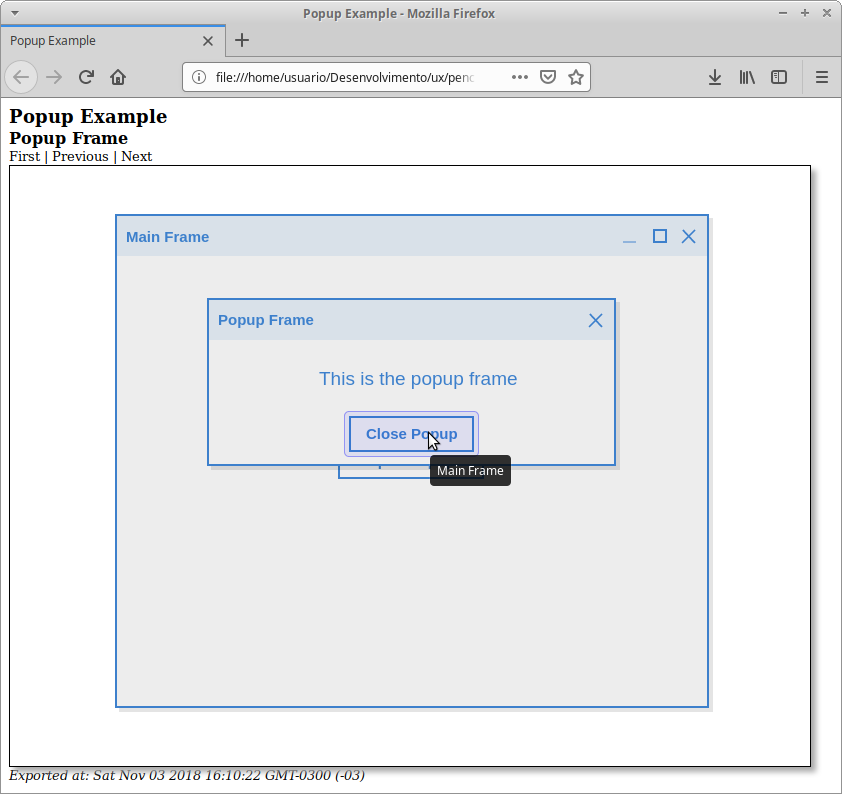 Popup Example - Mozilla Firefox
Popup Example
file:///home/usuario/Desenvolvimento/ux/penc
Popup Example
Popup Frame
First | Previous | Next
Main Frame
Popup Frame
This is the popup frame
Close Popup
Main Frame
Exported at: Sat Nov 03 2018 16:10:22 GMT-0300 (-03)